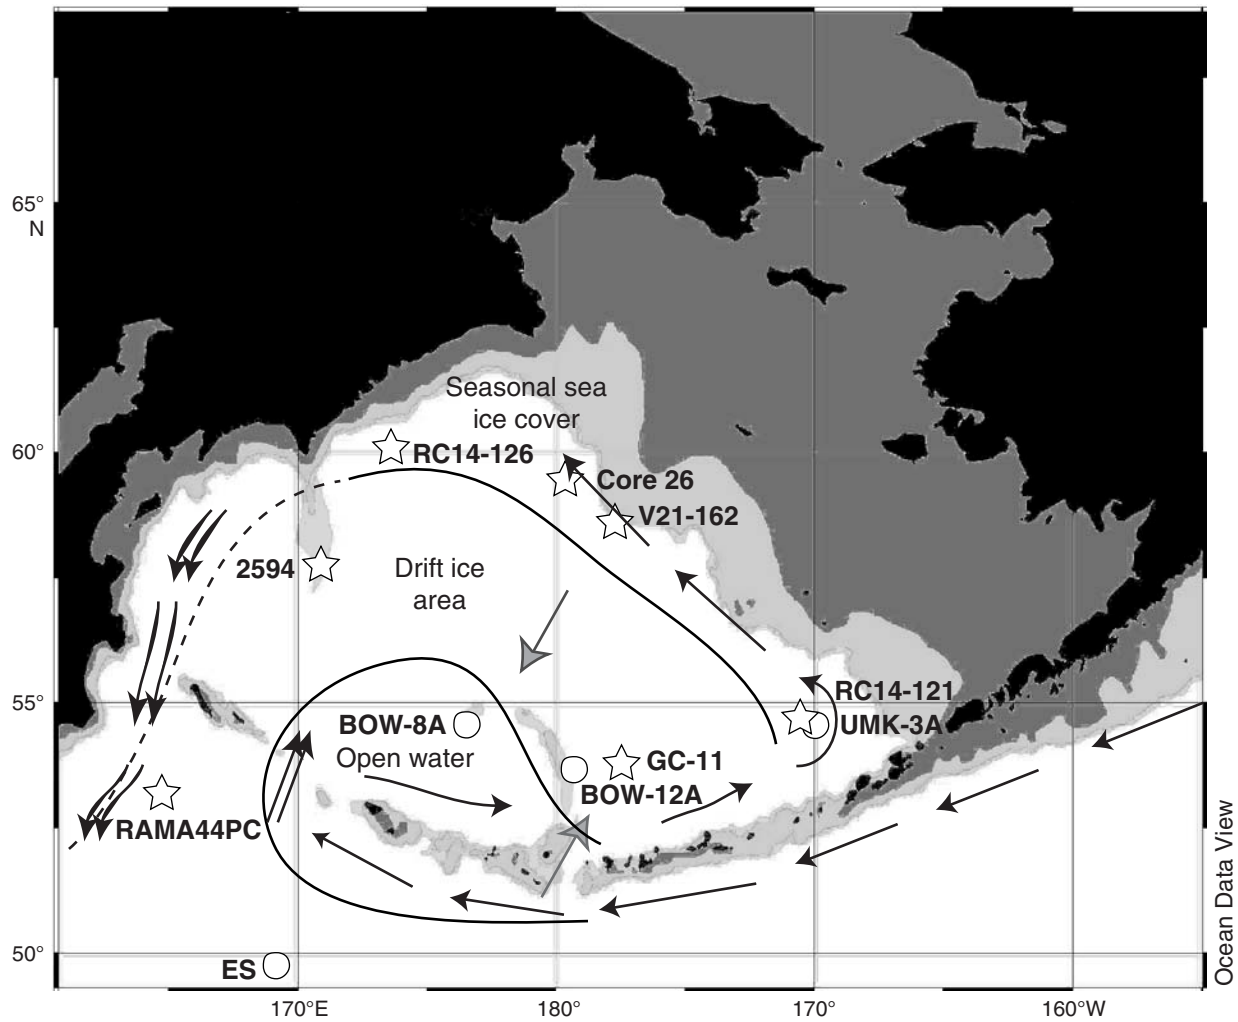 65°
N
Seasonal sea
ice cover
60°
RC14-126
Core 26
V21-162
2594
Drift ice
area
55°
RC14-121
BOW-8A
UMK-3A
Open water
GC-11
BOW-12A
RAMA44PC
50°
ES
170°E
180°
170°
160°W
Ocean Data View